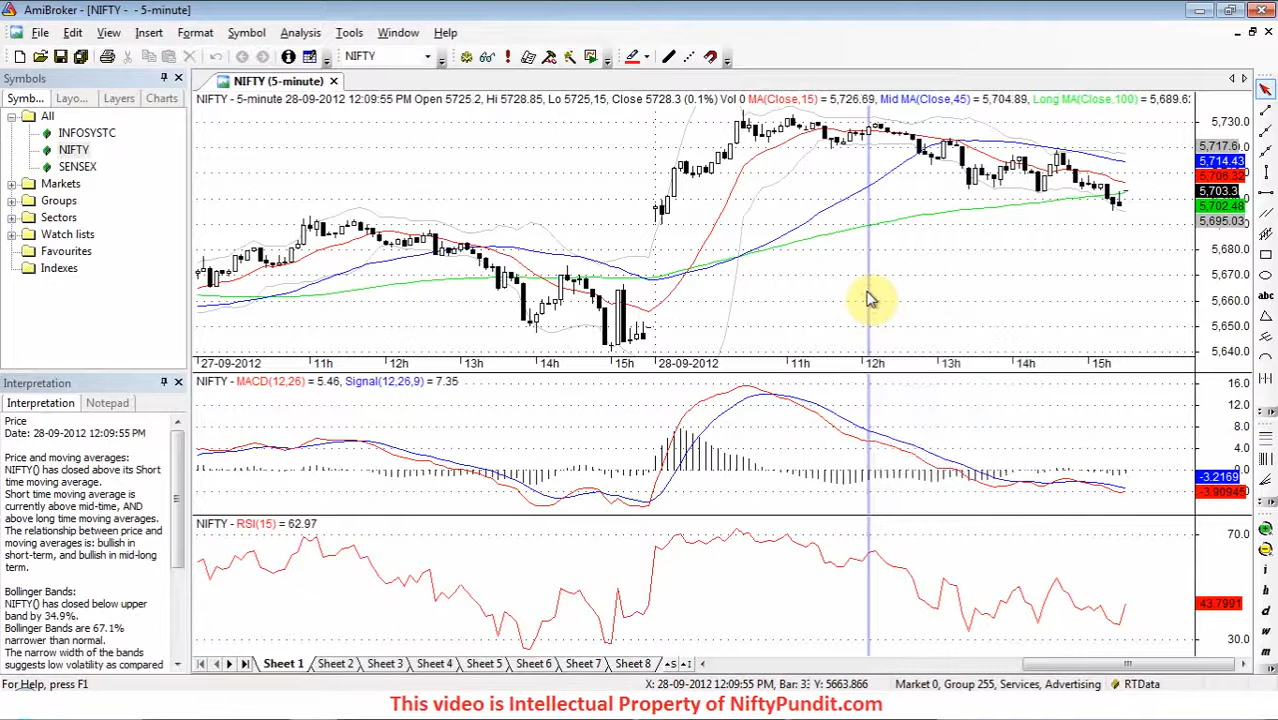 AmiBroker - [NIFTY - - 5-minute]
File Edit View Insert Format Symbol Analysis Tools Window Help
NIFTY
Symbols
NIFTY (5-minute)
Symb... Layo... Layers Charts
NIFTY - 5-minute 28-09-2012 12:09:55 PM Open 5725.2, Hi 5728.85, Lo 5725.15, Close 5728.3 (0.1%) Vol 0 MA(Close,15) = 5,726.69, Mid MA(Close,45) = 5,704.89, Long MA(Close,100) = 5,689.6
All
INFOSYSTC
NIFTY
SENSEX
Markets
Groups
Sectors
Watch lists
Favourites
Indexes
5,730.0
5,717.6
5,714.43
5,706.32
5,703.3
5,702.48
5,695.03
5,680.0
5,670.0
5,660.0
5,650.0
5,640.0
abc
27-09-2012 11h 12h 13h 14h 15h 28-09-2012 11h 12h 13h 14h 15h
Interpretation
Interpretation Notepad
Price
Date: 28-09-2012 12:09:55 PM
Price and moving averages:
NIFTY() has closed above its Short
time moving average.
Short time moving average is
currently above mid-time, AND
above long time moving averages.
The relationship between price and
moving averages is: bullish in
short-term, and bullish in mid-long
term.
Bollinger Bands:
NIFTY() has closed below upper
band by 34.9%.
Bollinger Bands are 67.1%
narrower than normal.
The narrow width of the bands
suggests low volatility as compared
NIFTY - MACD(12,26) = 5.46, Signal(12,26,9) = 7.35
16.0
12.0
8.0
4.0
0.0
-3.2169
-3.90945
NIFTY - RSI(15) = 62.97
70.0
43.7991
30.0
i
h
d
w
m
Sheet 1 Sheet 2 Sheet 3 Sheet 4 Sheet 5 Sheet 6 Sheet 7 Sheet 8
For Help, press F1
X: 28-09-2012 12:09:55 PM, Bar: 3 Y: 5663.866 Market 0, Group 255, Services, Advertising RTData
This video is Intellectual Property of NiftyPundit.com